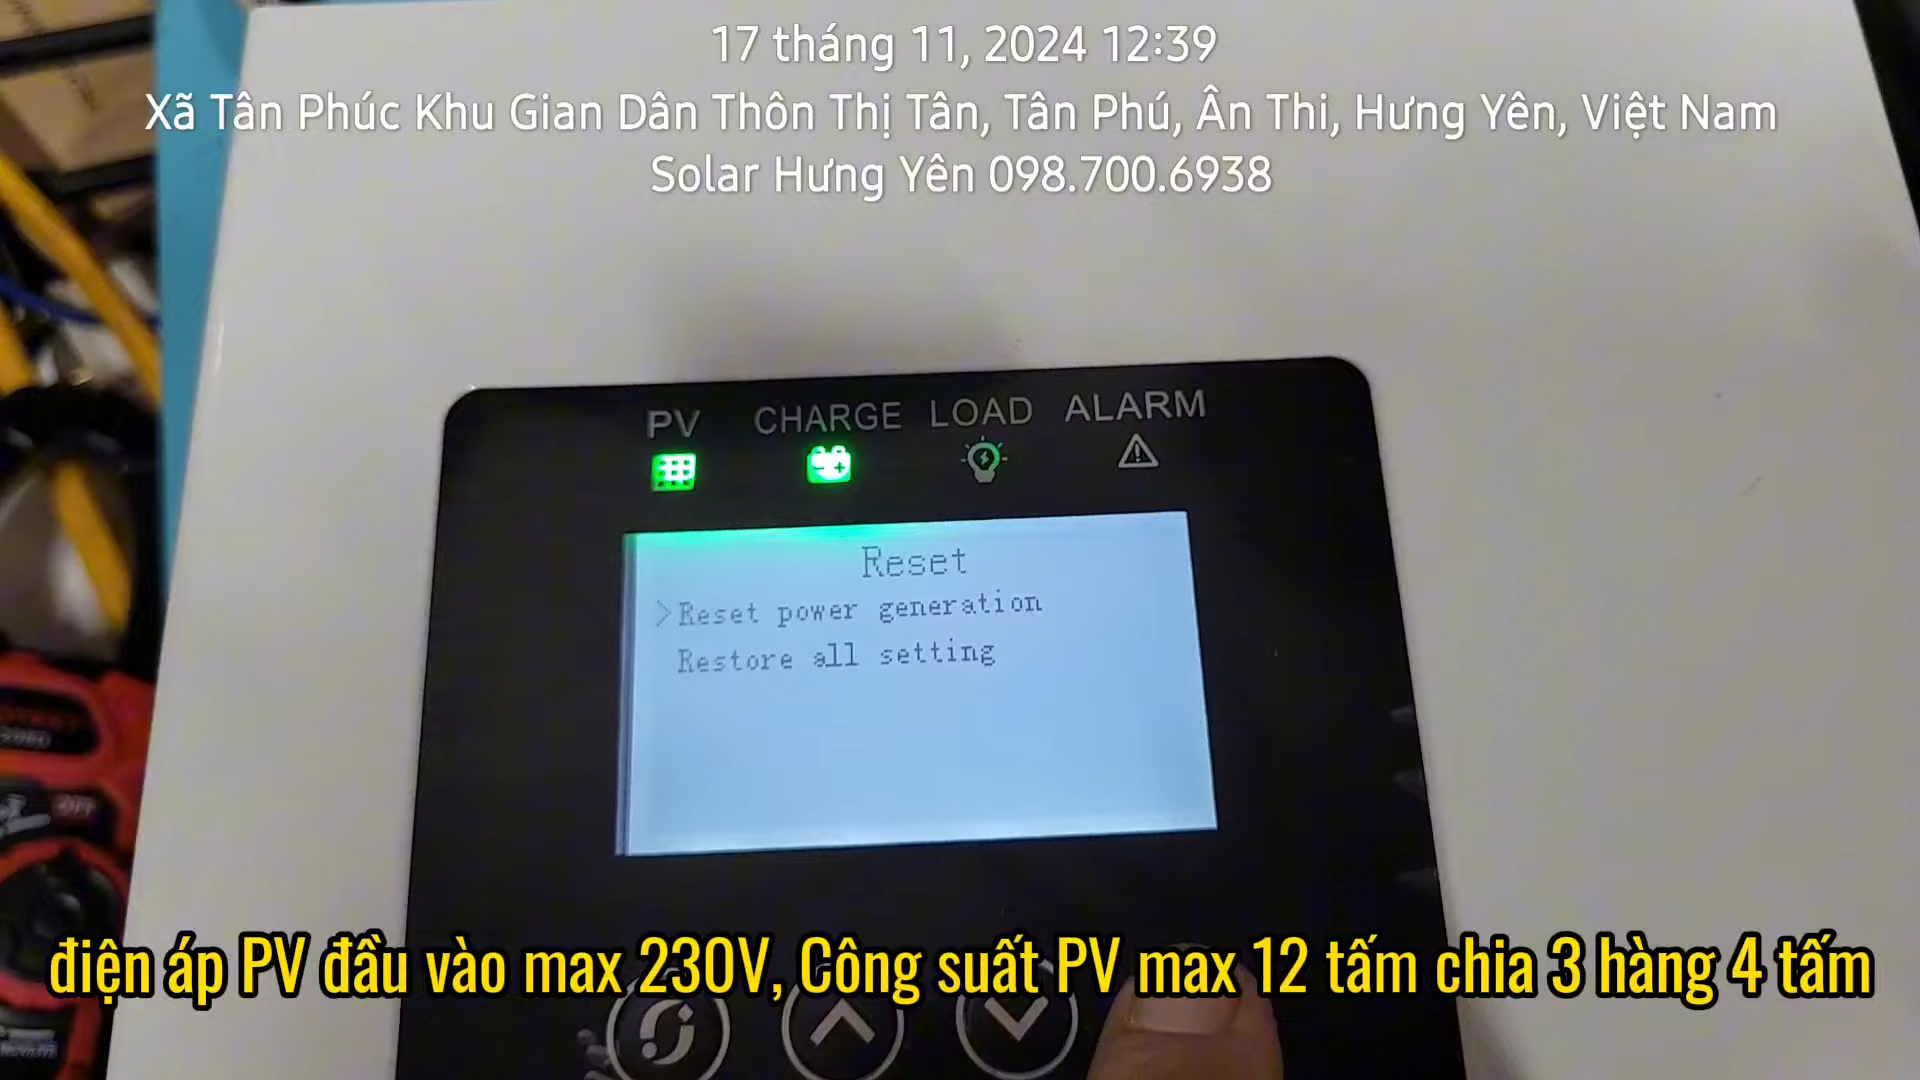 17 tháng 11, 2024 12:39
Xã Tân Phúc Khu Gian Dân Thôn Thị Tân, Tân Phú, Ân Thi, Hưng Yên, Việt Nam
Solar Hưng Yên 098.700.6938
PV CHARGE LOAD ALARM
Reset
>Reset power generation
Restore all setting
điện áp PV đầu vào max 230V, Công suất PV max 12 tấm chia 3 hàng 4 tấm